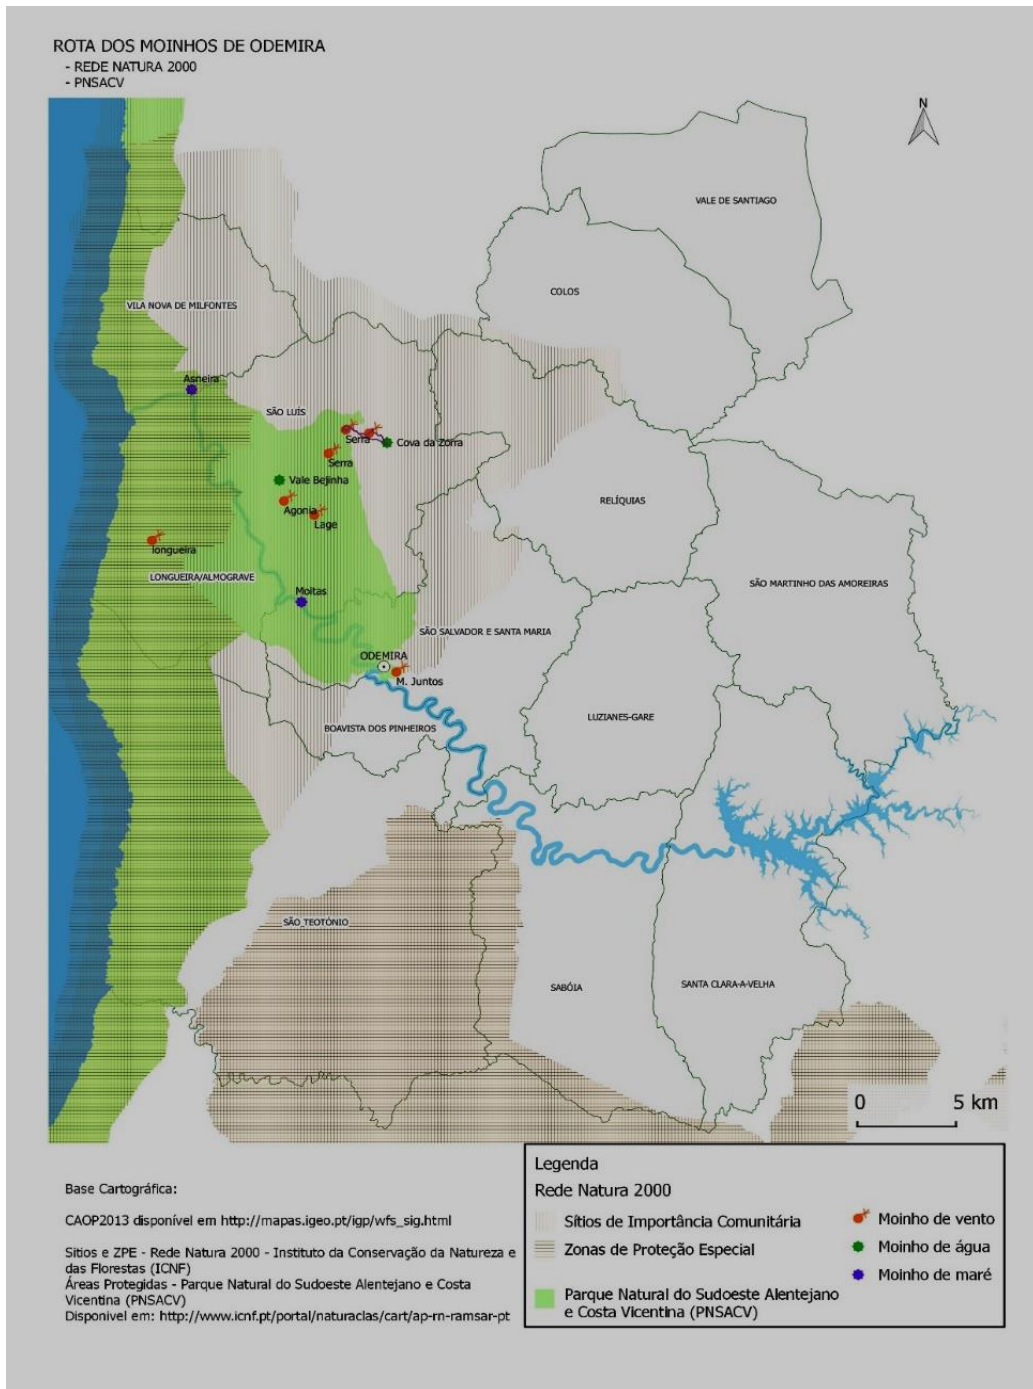 ROTA DOS MOINHOS DE ODEMIRA
- REDE NATURA 2000
- PNSACV
N
VALE DE SANTIAGO
COLOS
VILA NOVA DE MILFONTES
Asneira
SÃO LUÍS
Serra
Cova da Zorra
Serra
Vale Bejinha
Agonia
Lage
RELÍQUIAS
longueira
LONGUEIRA/ALMOGRAVE
SÃO MARTINHO DAS AMOREIRAS
Moitas
SÃO SALVADOR E SANTA MARIA
ODEMIRA
M. Juntos
LUZIANES-GARE
BOAVISTA DOS PINHEIROS
SÃO TEOTÓNIO
SABÓIA
SANTA CLARA-A-VELHA
0 5 km
Legenda
Rede Natura 2000
Sítios de Importância Comunitária
Zonas de Proteção Especial
Parque Natural do Sudoeste Alentejano
e Costa Vicentina (PNSACV)
Moinho de vento
Moinho de água
Moinho de maré
Base Cartográfica:
CAOP2013 disponível em http://mapas.igeo.pt/igp/wfs_sig.html
Sitios e ZPE - Rede Natura 2000 - Instituto da Conservação da Natureza e
das Florestas (ICNF)
Áreas Protegidas - Parque Natural do Sudoeste Alentejano e Costa
Vicentina (PNSACV)
Disponivel em: http://www.icnf.pt/portal/naturaclas/cart/ap-rn-ramsar-pt